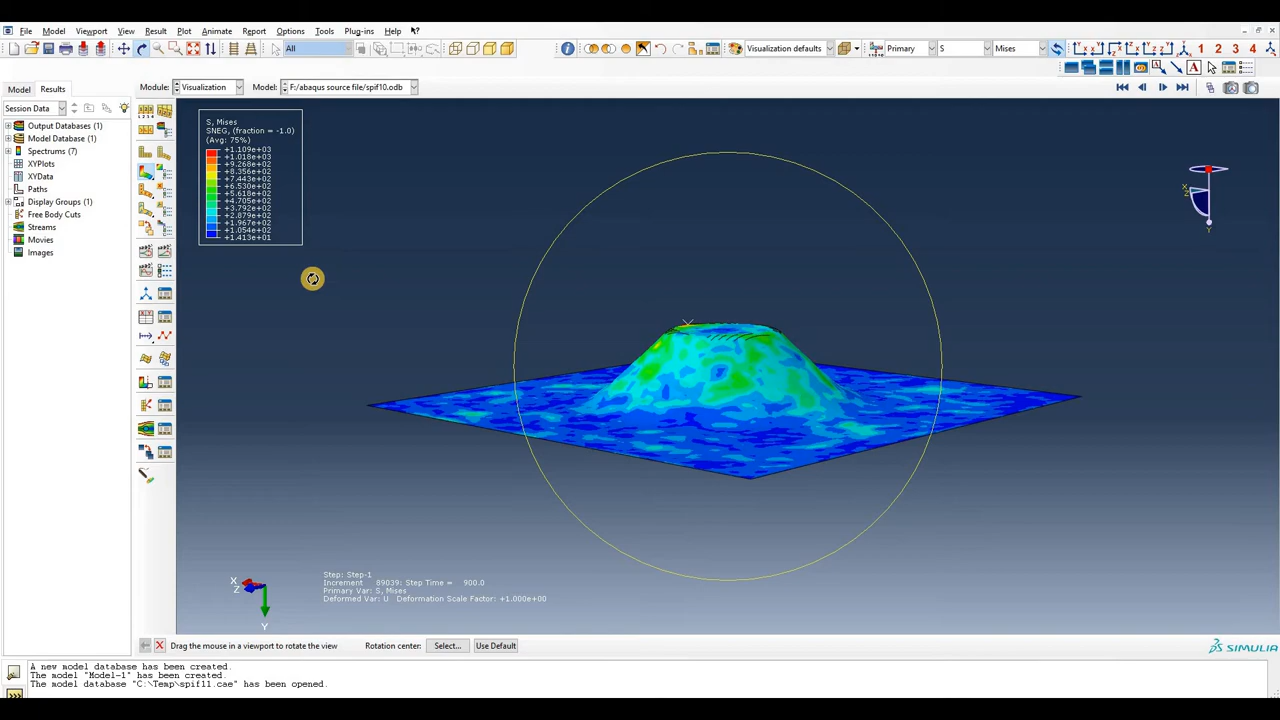 File Model Viewport View Result Plot Animate Report Options Tools Plug-ins Help
All Visualization defaults Primary S Mises 1 2 3 4
A
Model Results Module: Visualization Model: F:/abaqus source file/spif10.odb
Session Data
Output Databases (1)
Model Database (1)
Spectrums (7)
XYPlots
XYData
Paths
Display Groups (1)
Free Body Cuts
Streams
Movies
Images
S, Mises
SNEG, (fraction = -1.0)
(Avg: 75%)
+1.109e+03
+1.018e+03
+9.268e+02
+8.356e+02
+7.443e+02
+6.530e+02
+5.618e+02
+4.705e+02
+3.792e+02
+2.879e+02
+1.967e+02
+1.054e+02
+1.413e+01
X
Z
Y
X
Z
Y
Step: Step-1
Increment 89039: Step Time = 900.0
Primary Var: S, Mises
Deformed Var: U Deformation Scale Factor: +1.000e+00
Drag the mouse in a viewport to rotate the view Rotation center: Select... Use Default
SIMULIA
A new model database has been created.
The model "Model-1" has been created.
The model database "C:\Temp\spif11.cae" has been opened.
>>>